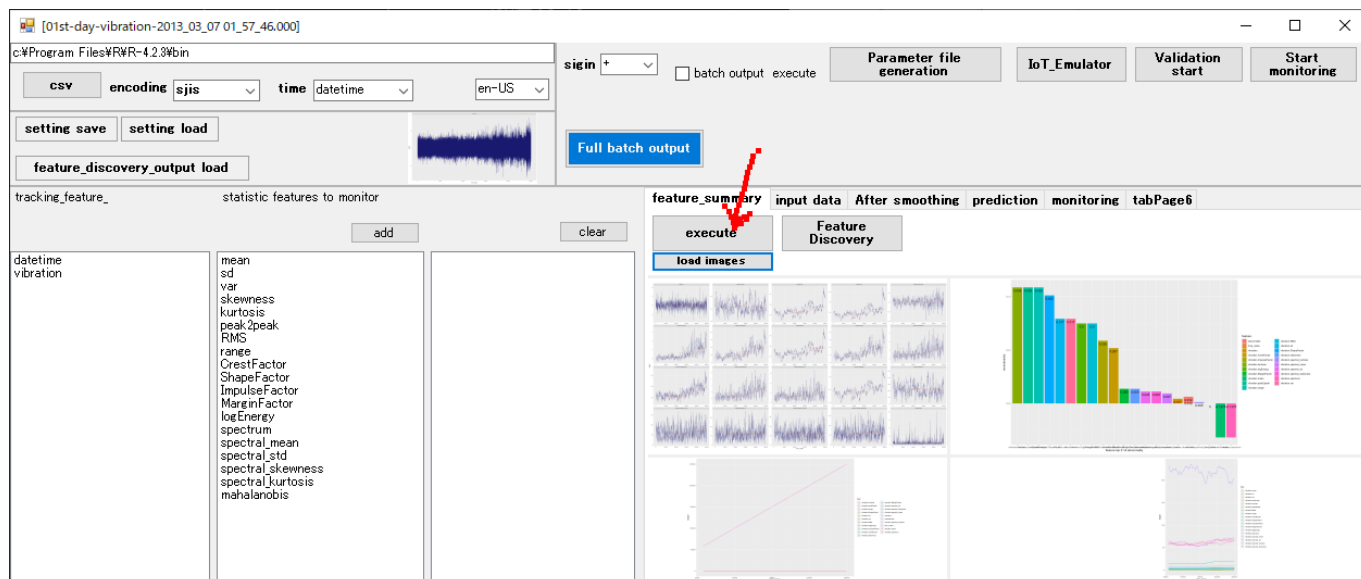 [01st-day-vibration-2013_03_07 01_57_46.000]
c:¥Program Files¥R¥R-4.2.3¥bin
csv
encoding
sjis
time
datetime
en-US
sigin
+
batch output execute
Parameter file
generation
IoT_Emulator
Validation
start
Start
monitoring
setting save
setting load
Full batch output
feature_discovery_output load
tracking_feature_
statistic features to monitor
add
clear
feature_summary
input data
After smoothing
prediction
monitoring
tabPage6
execute
Feature
Discovery
load images
datetime
vibration
mean
sd
var
skewness
kurtosis
peak2peak
RMS
range
CrestFactor
ShapeFactor
ImpulseFactor
MarginFactor
logEnergy
spectrum
spectral_mean
spectral_std
spectral_skewness
spectral_kurtosis
mahalanobis